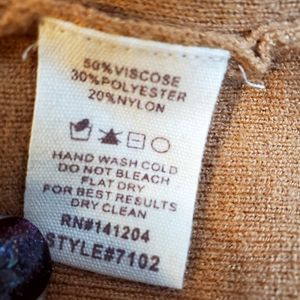 50%VISCOSE
30%POLYESTER
20%NYLON
HAND WASH COLD
DO NOT BLEACH
FLAT DRY
FOR BEST RESULTS
DRY CLEAN
RN#141204
STYLE#7102